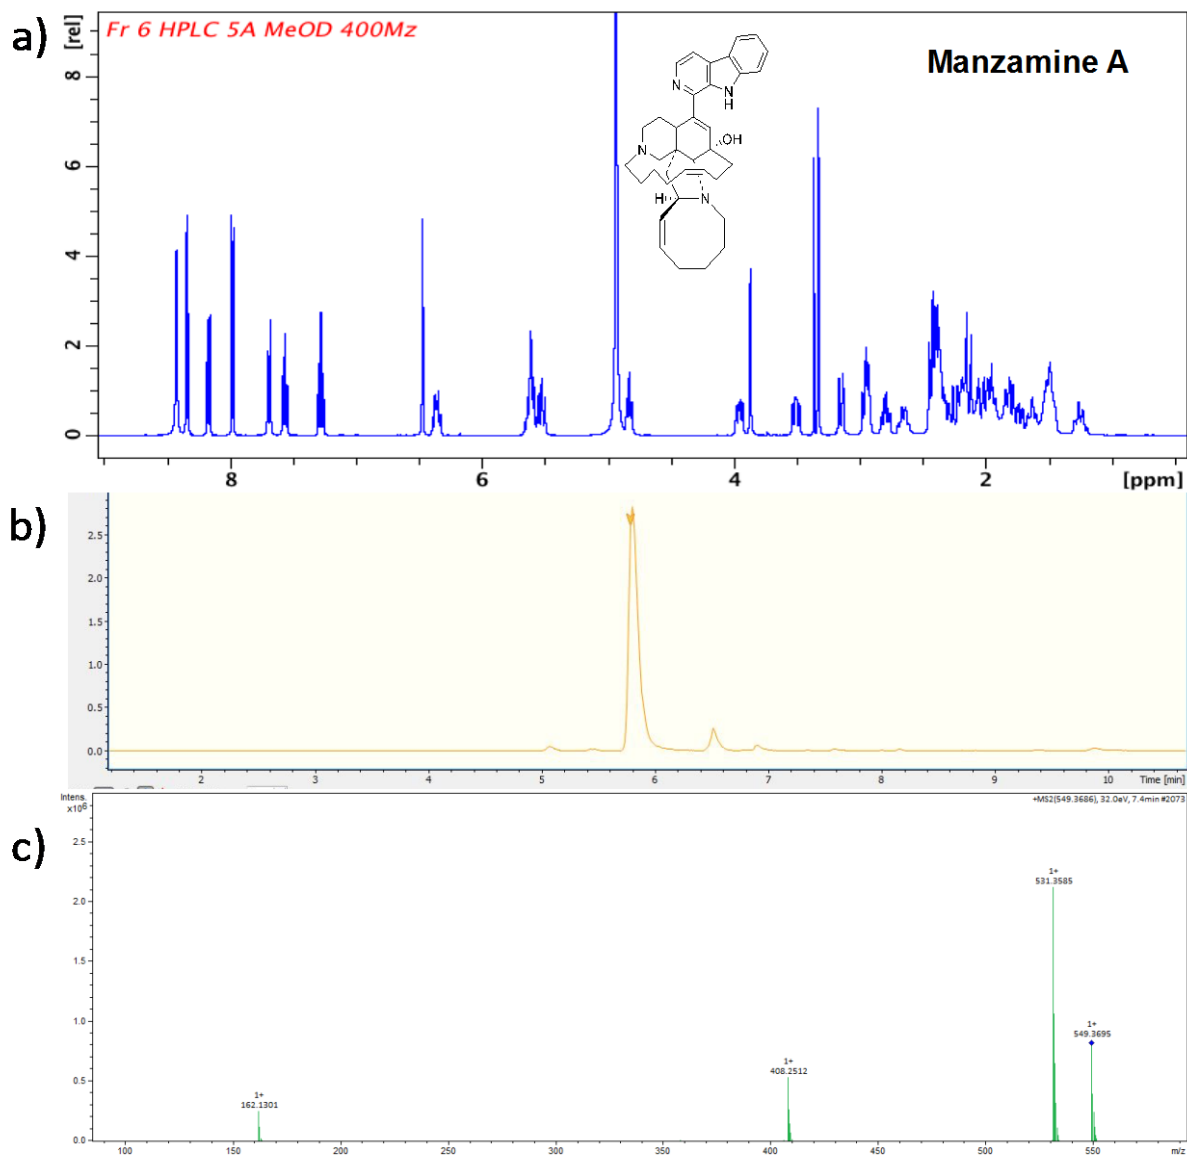 a)
[rel]
Fr 6 HPLC 5A MeOD 400Mz
Manzamine A
N
N
H
OH
N
H
N
8
6
4
2
0
8 6 4 2 [ppm]
b)
2.5
2.0
1.5
1.0
0.5
0.0
2 3 4 5 6 7 8 9 10 Time [min]
c)
Intens.
x10⁶
+MS2(549.3686), 32.0eV, 7.4min #2073
2.5
2.0
1.5
1.0
0.5
0.0
1+
531.3585
1+
549.3695
1+
408.2512
1+
162.1301
100 150 200 250 300 350 400 450 500 550 m/z